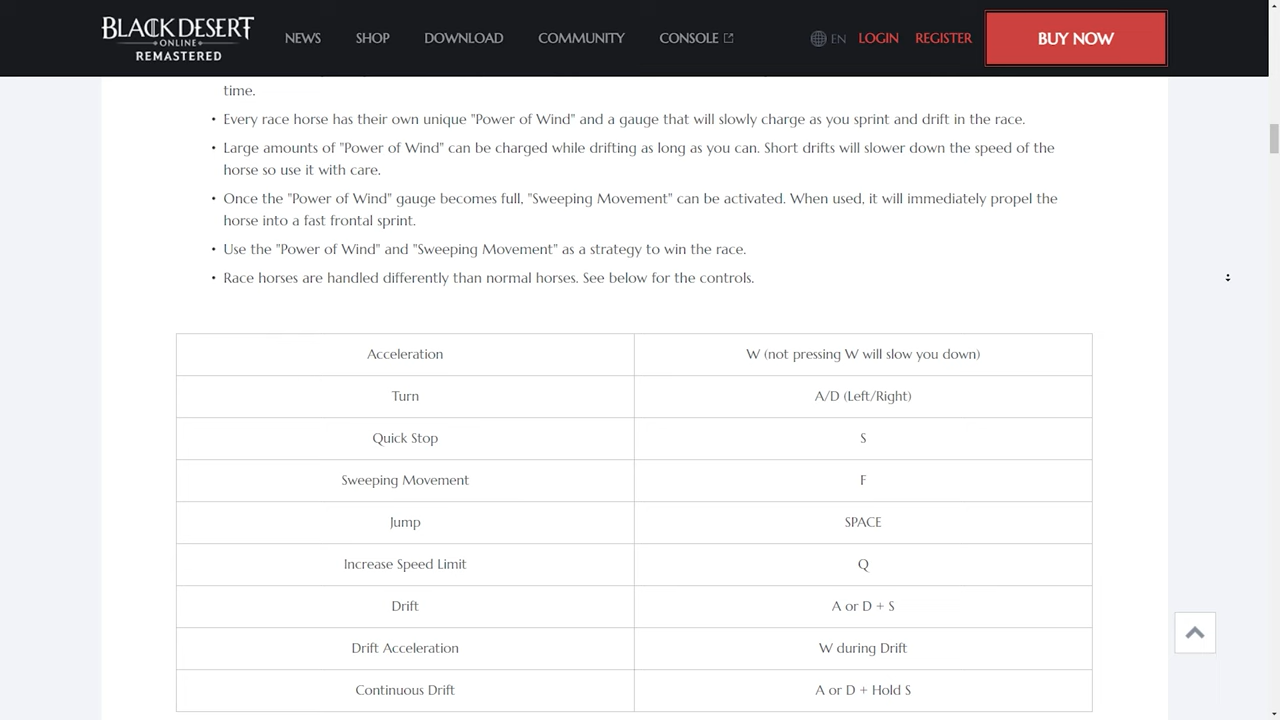 BLACK DESERT
ONLINE
REMASTERED
NEWS SHOP DOWNLOAD COMMUNITY CONSOLE EN LOGIN REGISTER BUY NOW
time.
• Every race horse has their own unique "Power of Wind" and a gauge that will slowly charge as you sprint and drift in the race.
• Large amounts of "Power of Wind" can be charged while drifting as long as you can. Short drifts will slower down the speed of the
horse so use it with care.
• Once the "Power of Wind" gauge becomes full, "Sweeping Movement" can be activated. When used, it will immediately propel the
horse into a fast frontal sprint.
• Use the "Power of Wind" and "Sweeping Movement" as a strategy to win the race.
• Race horses are handled differently than normal horses. See below for the controls.
Acceleration W (not pressing W will slow you down)
Turn A/D (Left/Right)
Quick Stop S
Sweeping Movement F
Jump SPACE
Increase Speed Limit Q
Drift A or D + S
Drift Acceleration W during Drift
Continuous Drift A or D + Hold S